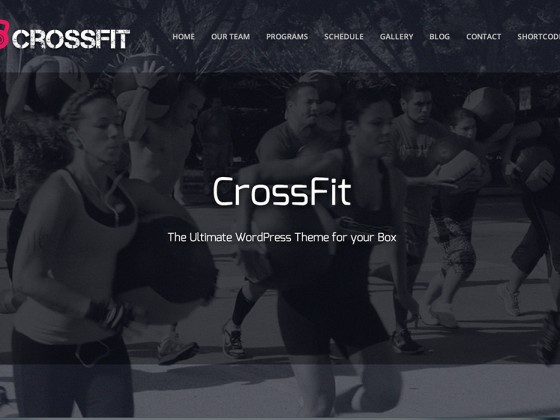 CROSSFIT
HOME OUR TEAM PROGRAMS SCHEDULE GALLERY BLOG CONTACT SHORTCODE
CrossFit
The Ultimate WordPress Theme for your Box